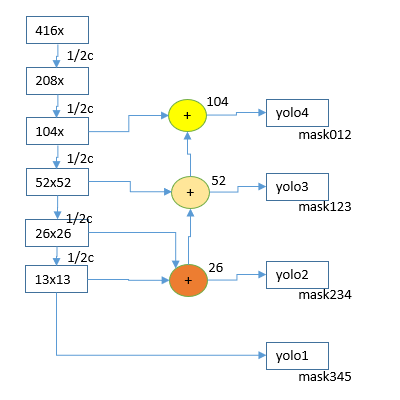 416x
1/2c
208x
1/2c
104x
1/2c
52x52
1/2c
26x26
1/2c
13x13
+
104
yolo4
mask012
+
52
yolo3
mask123
+
26
yolo2
mask234
yolo1
mask345